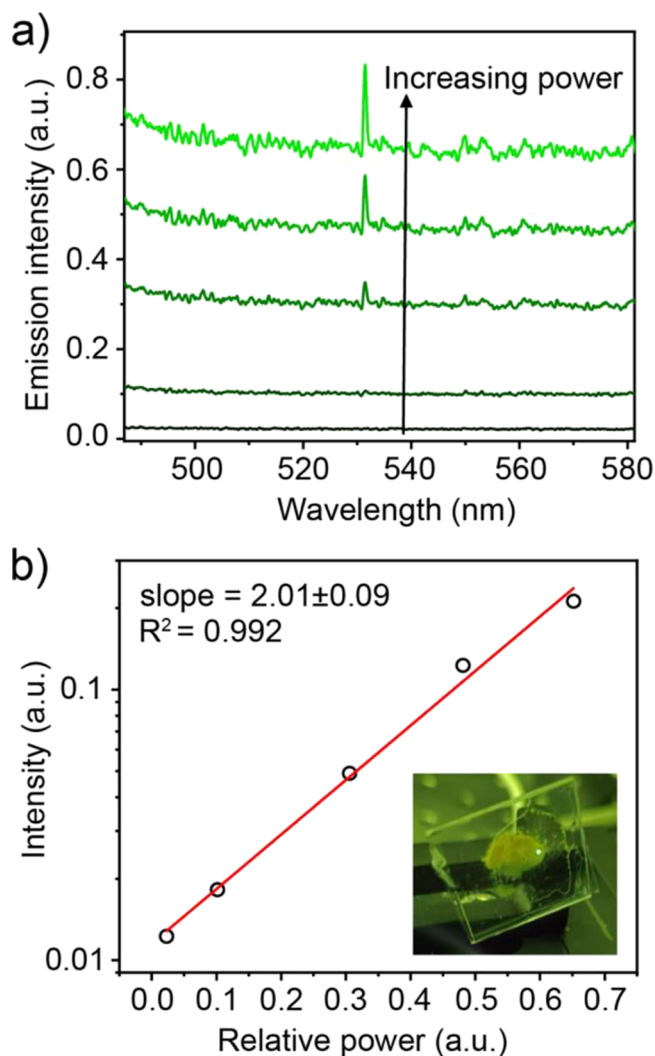 a)
Increasing power
0.8
0.6
0.4
0.2
0.0
Emission intensity (a.u.)
500 520 540 560 580
Wavelength (nm)
b)
slope = 2.01±0.09
R² = 0.992
0.1
0.01
Intensity (a.u.)
0.0 0.1 0.2 0.3 0.4 0.5 0.6 0.7
Relative power (a.u.)